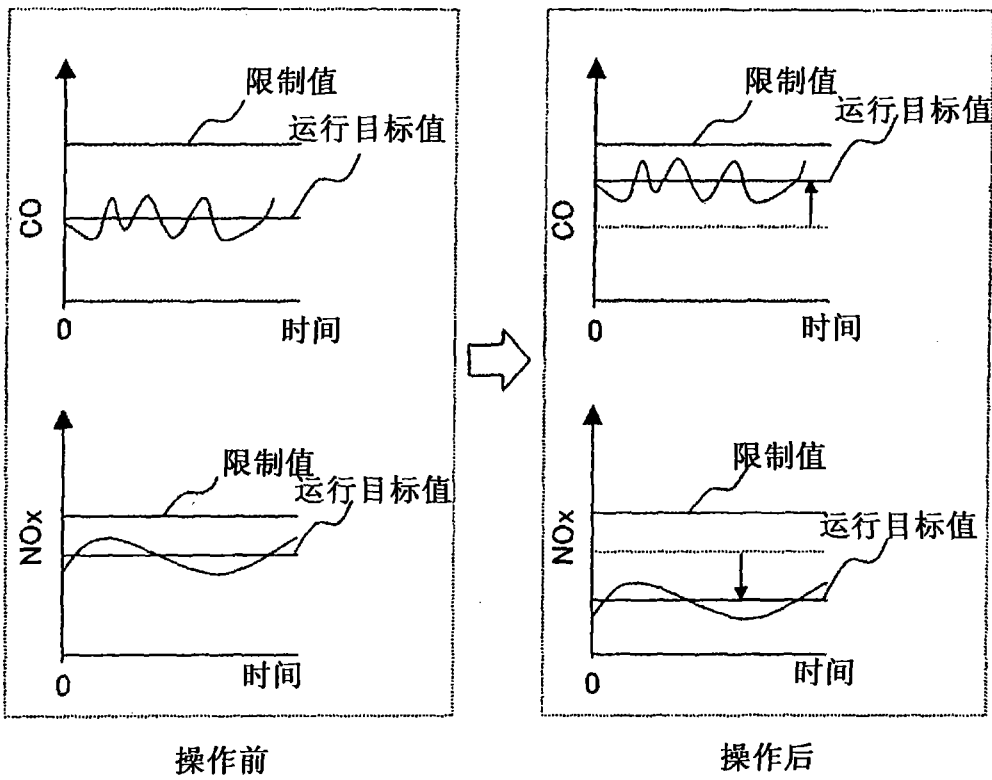 限制值
运行目标值
CO
0
时间
限制值
运行目标值
NOx
0
时间
操作前
限制值
运行目标值
CO
0
时间
限制值
运行目标值
NOx
0
时间
操作后